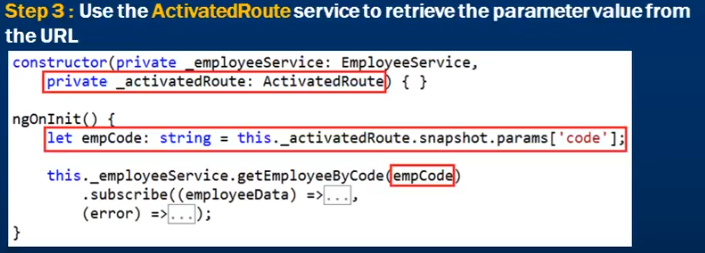 Step 3 : Use the ActivatedRoute service to retrieve the parameter value from
the URL
constructor(private _employeeService: EmployeeService,
private _activatedRoute: ActivatedRoute) { }
ngOnInit() {
let empCode: string = this._activatedRoute.snapshot.params['code'];
this._employeeService.getEmployeeByCode(empCode)
.subscribe((employeeData) =>...,
(error) =>...);
}